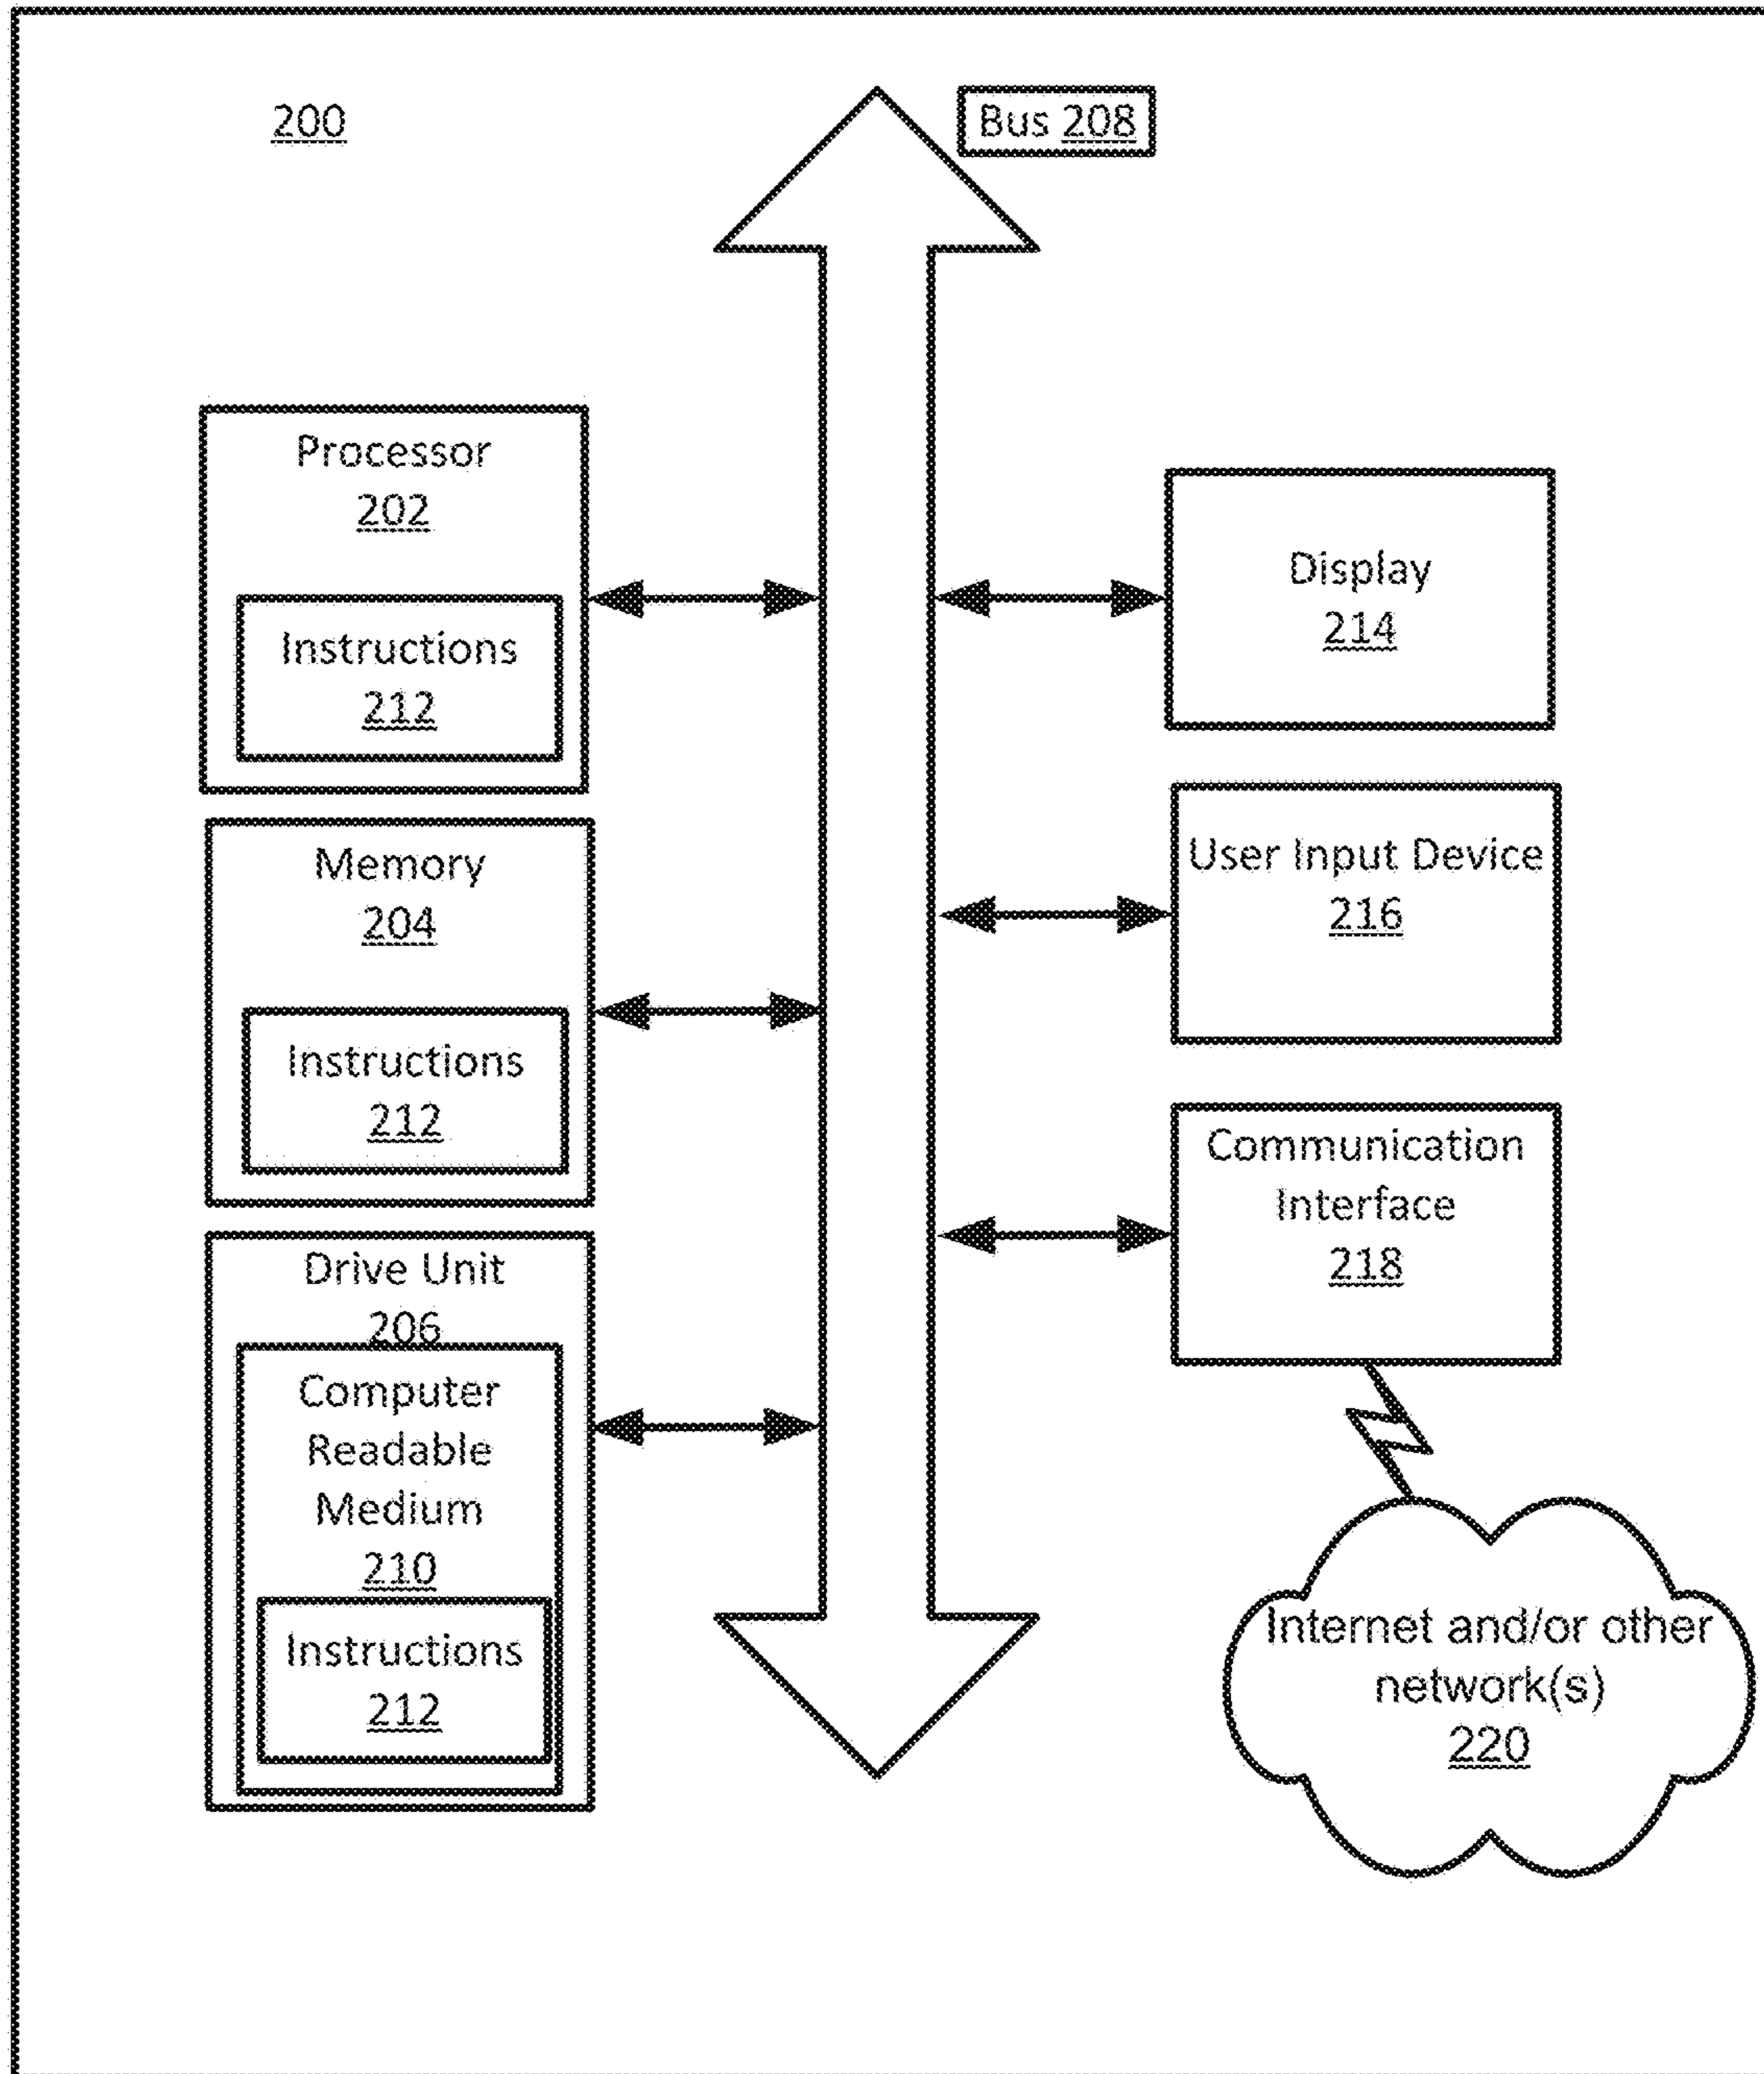 200
Bus 208
Processor
202
Instructions
212
Memory
204
Instructions
212
Drive Unit
206
Computer
Readable
Medium
210
Instructions
212
Display
214
User Input Device
216
Communication
Interface
218
Internet and/or other
network(s)
220